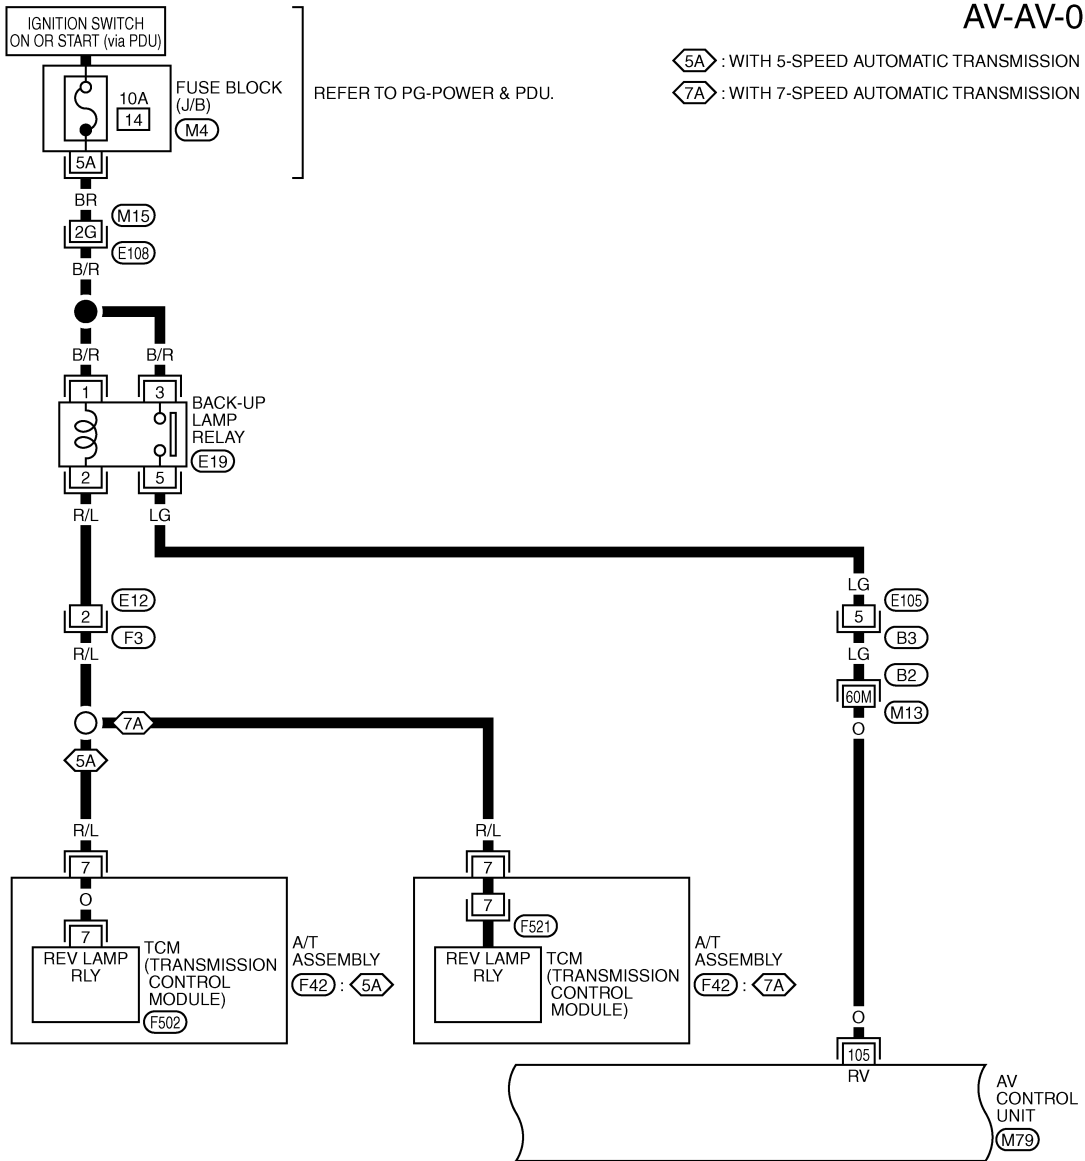 AV-AV-0
IGNITION SWITCH
ON OR START (via PDU)
5A : WITH 5-SPEED AUTOMATIC TRANSMISSION
7A : WITH 7-SPEED AUTOMATIC TRANSMISSION
10A
14
FUSE BLOCK
(J/B)
M4
REFER TO PG-POWER & PDU.
5A
BR
M15
2G
E108
B/R
B/R
B/R
1
3
BACK-UP
LAMP
RELAY
E19
2
5
R/L
LG
E12
2
F3
R/L
LG
E105
5
B3
LG
B2
60M
M13
O
7A
5A
R/L
R/L
7
O
7
REV LAMP
RLY
TCM
(TRANSMISSION
CONTROL
MODULE)
F502
A/T
ASSEMBLY
F42 : 5A
7
7
F521
REV LAMP
RLY
TCM
(TRANSMISSION
CONTROL
MODULE)
A/T
ASSEMBLY
F42 : 7A
O
105
RV
AV
CONTROL
UNIT
M79